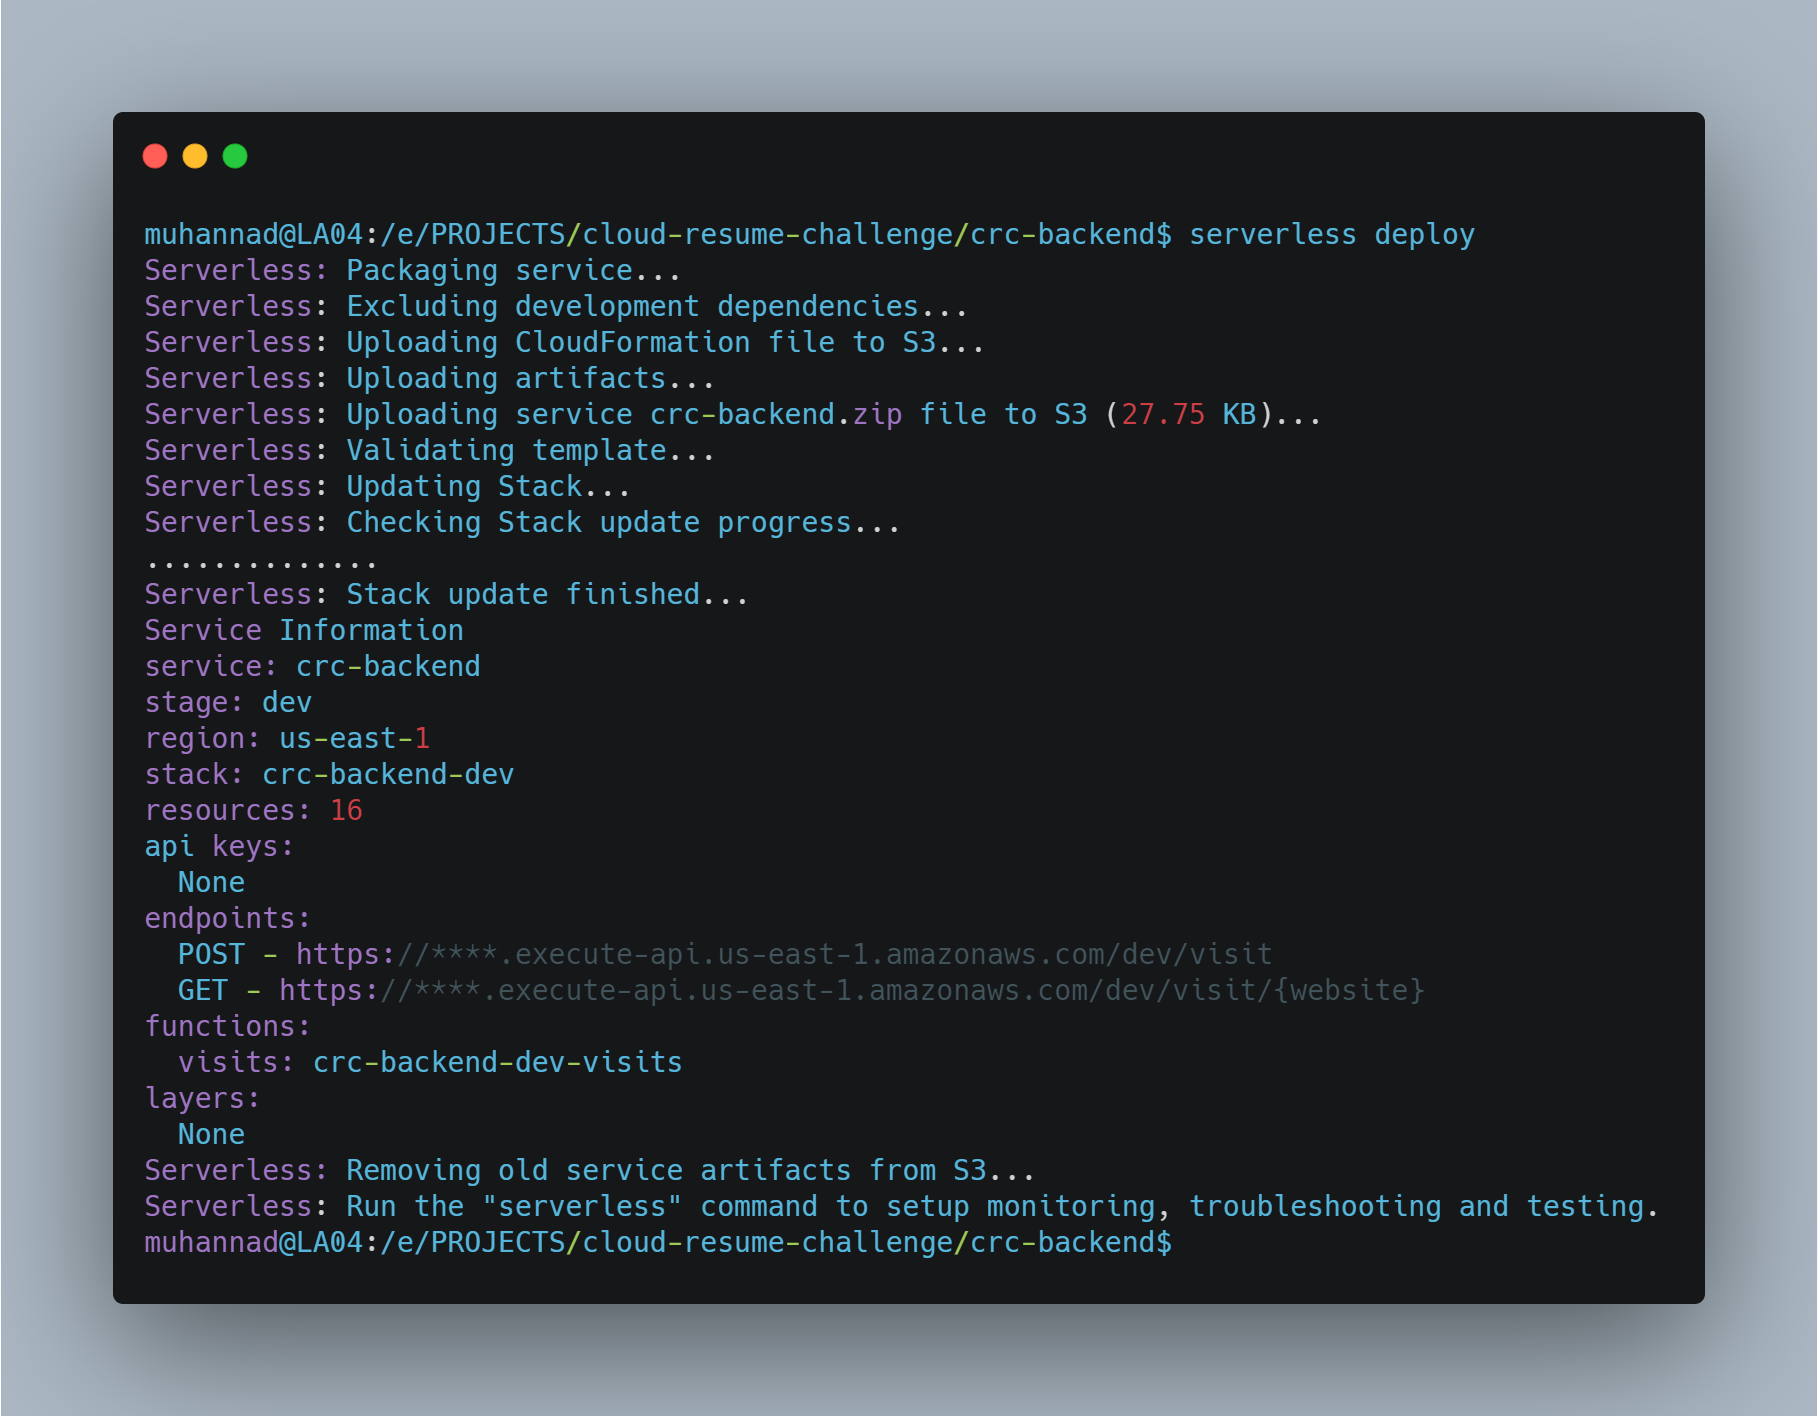 muhannad@LA04:/e/PROJECTS/cloud-resume-challenge/crc-backend$ serverless deploy
Serverless: Packaging service...
Serverless: Excluding development dependencies...
Serverless: Uploading CloudFormation file to S3...
Serverless: Uploading artifacts...
Serverless: Uploading service crc-backend.zip file to S3 (27.75 KB)...
Serverless: Validating template...
Serverless: Updating Stack...
Serverless: Checking Stack update progress...
..............
Serverless: Stack update finished...
Service Information
service: crc-backend
stage: dev
region: us-east-1
stack: crc-backend-dev
resources: 16
api keys:
  None
endpoints:
  POST - https://****.execute-api.us-east-1.amazonaws.com/dev/visit
  GET - https://****.execute-api.us-east-1.amazonaws.com/dev/visit/{website}
functions:
  visits: crc-backend-dev-visits
layers:
  None
Serverless: Removing old service artifacts from S3...
Serverless: Run the "serverless" command to setup monitoring, troubleshooting and testing.
muhannad@LA04:/e/PROJECTS/cloud-resume-challenge/crc-backend$